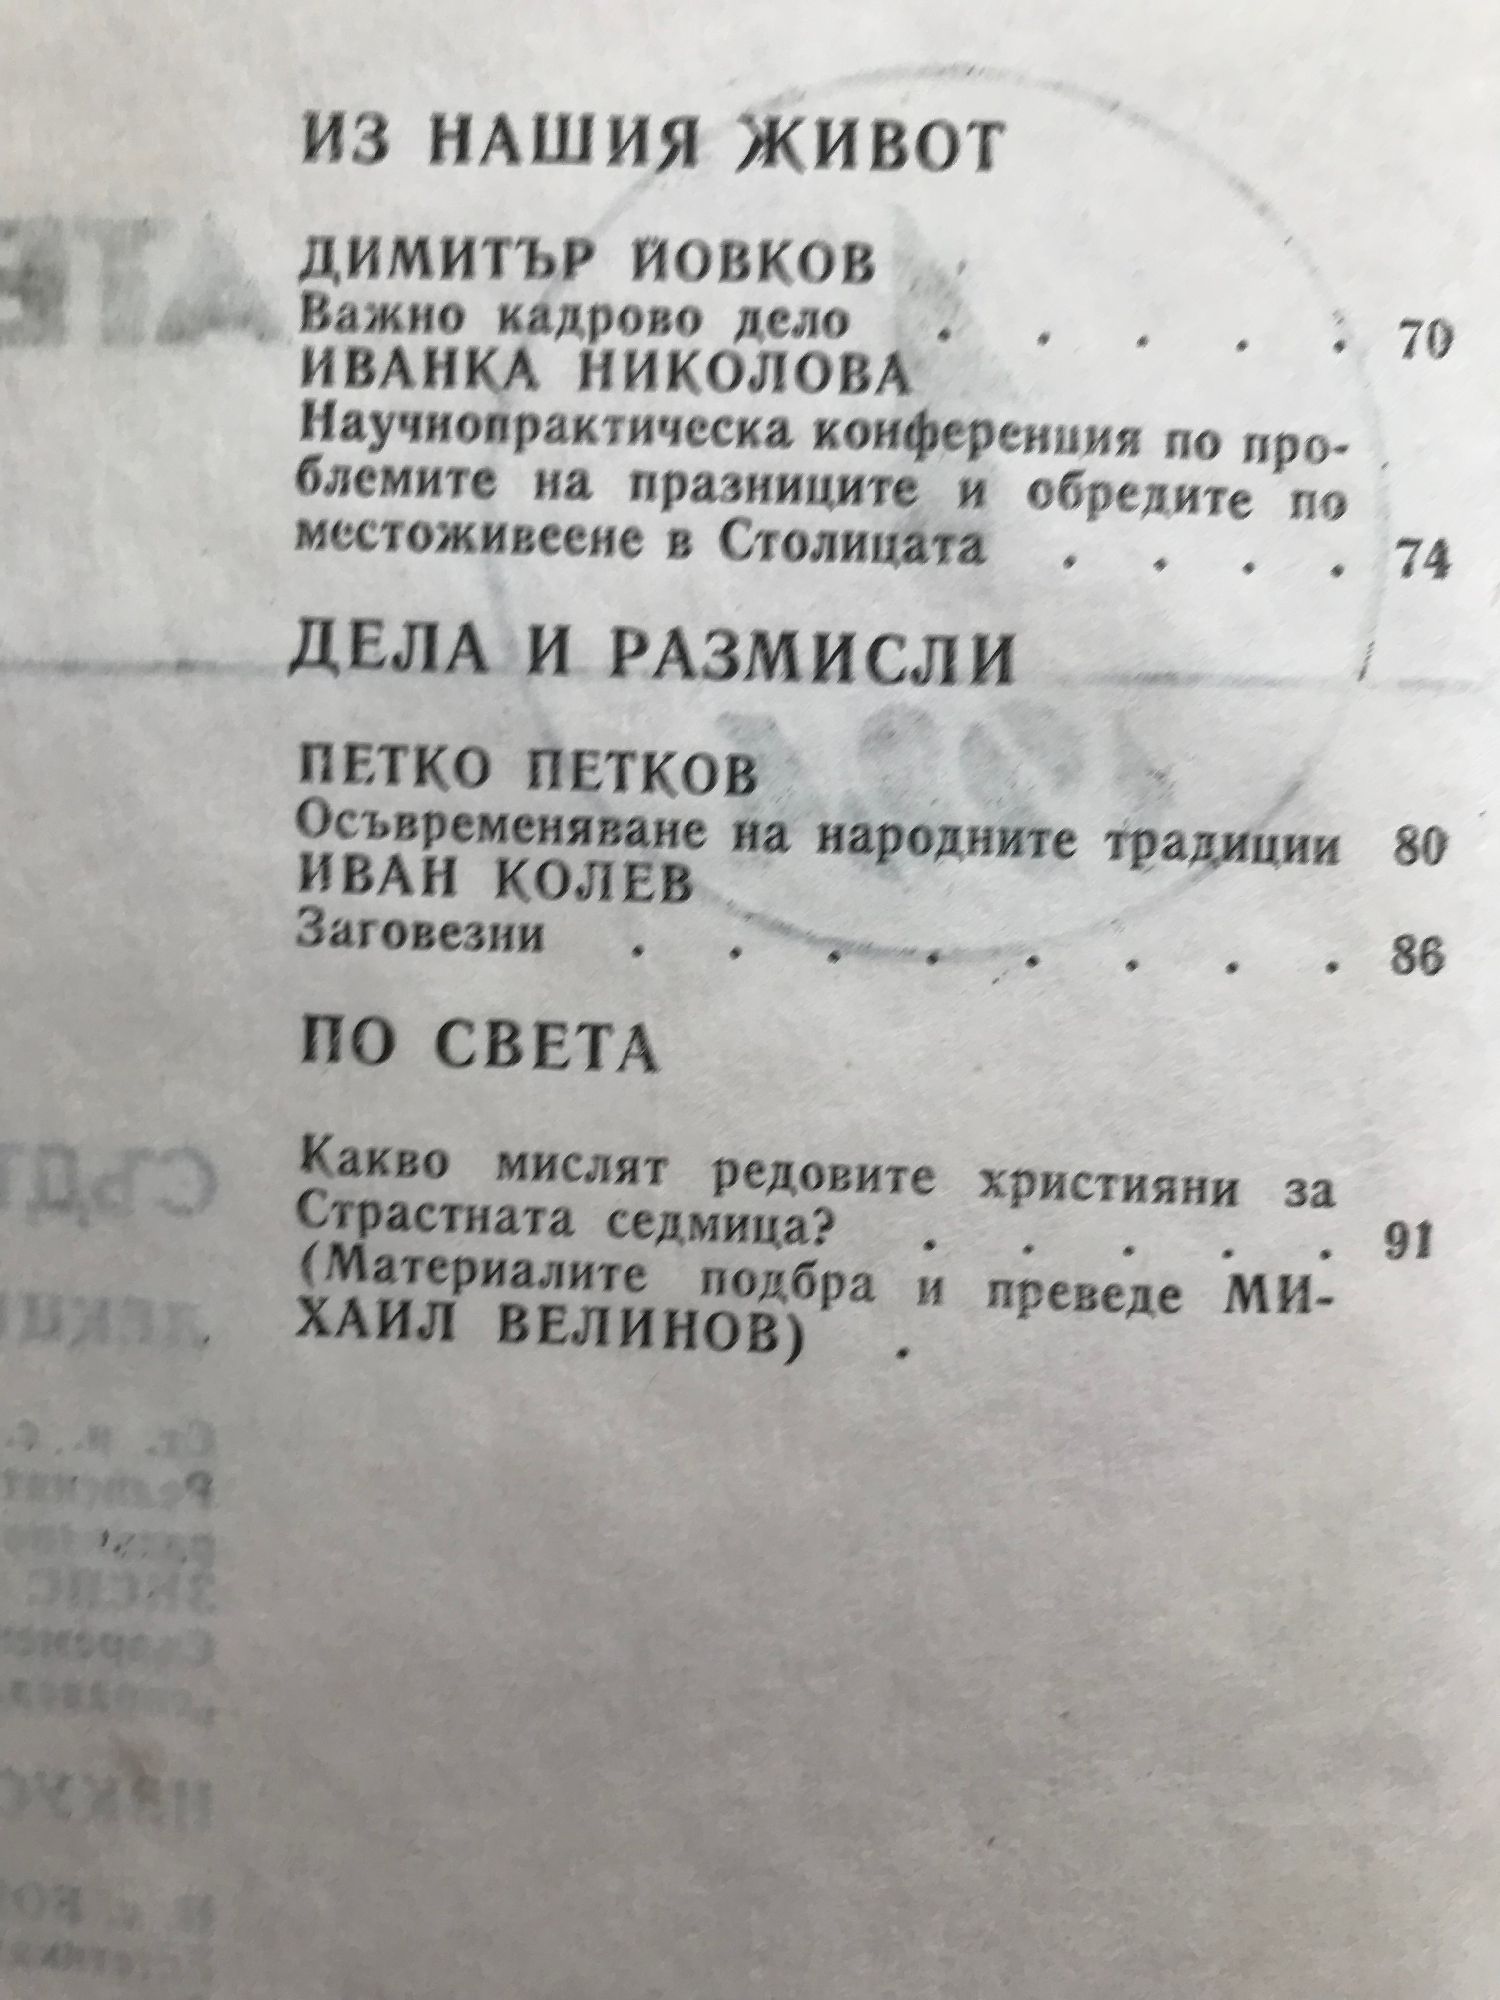 ИЗ НАШИЯ ЖИВОТ
ДИМИТЪР ЙОВКОВ
Важно кадрово дело . . . . . 70
ИВАНКА НИКОЛОВА
Научнопрактическа конференция по про-
блемите на празниците и обредите по
местоживеене в Столицата . . . . 74
ДЕЛА И РАЗМИСЛИ
ПЕТКО ПЕТКОВ
Осъвременяване на народните традиции 80
ИВАН КОЛЕВ
Заговезни . . . . . . . . 86
ПО СВЕТА
Какво мислят редовите християни за
Страстната седмица? . . . . . 91
(Материалите подбра и преведе МИ-
ХАИЛ ВЕЛИНОВ) .